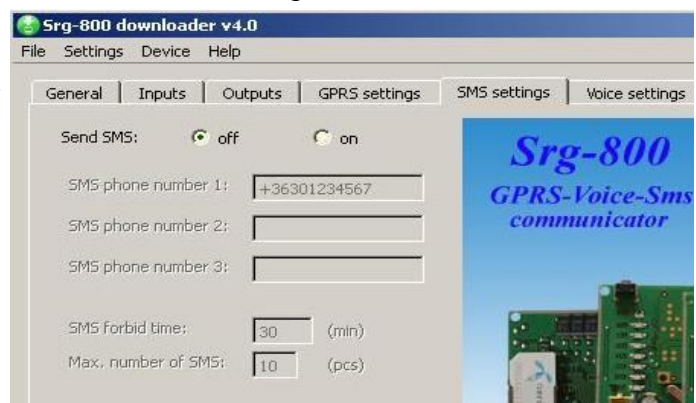 Srg-800 downloader v4.0
File Settings Device Help
General Inputs Outputs GPRS settings SMS settings Voice settings
Send SMS: off on
SMS phone number 1: +36301234567
SMS phone number 2:
SMS phone number 3:
SMS forbid time: 30 (min)
Max. number of SMS: 10 (pcs)
Srg-800
GPRS-Voice-Sms
communicator